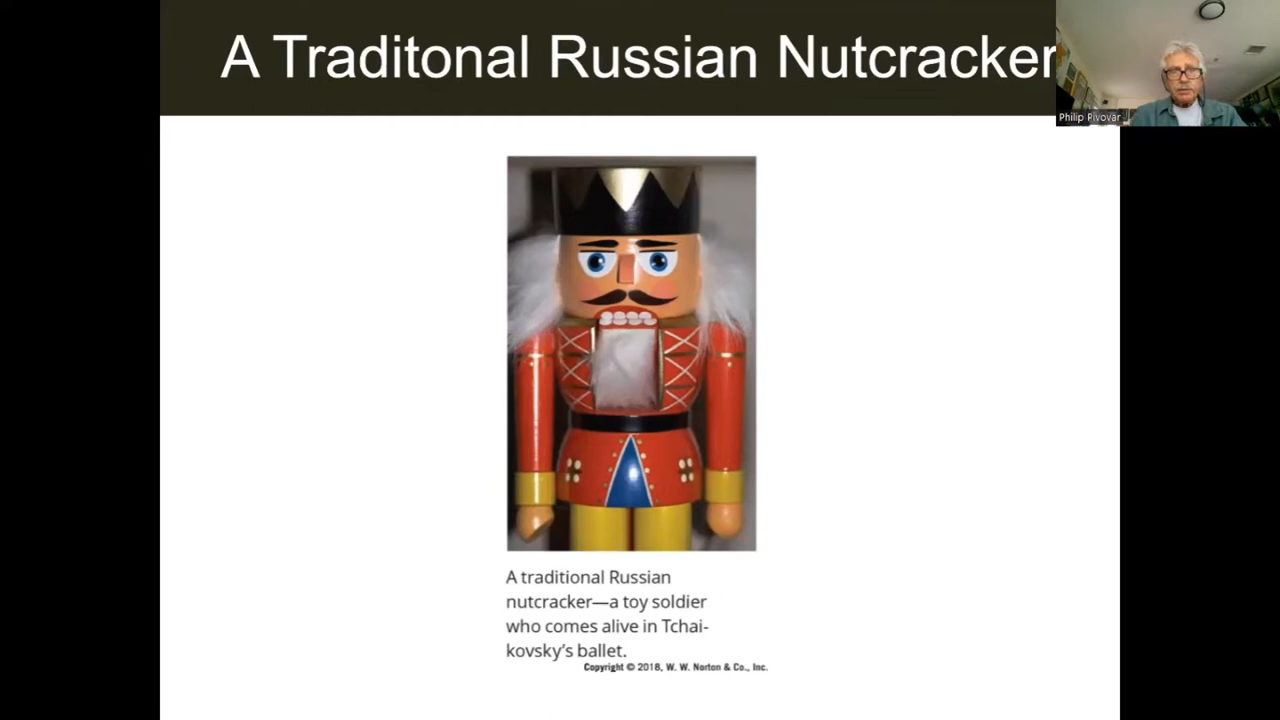 A Traditonal Russian Nutcracker
Philip Pivovar
A traditional Russian
nutcracker—a toy soldier
who comes alive in Tchai-
kovsky's ballet.
Copyright © 2018, W. W. Norton & Co., Inc.